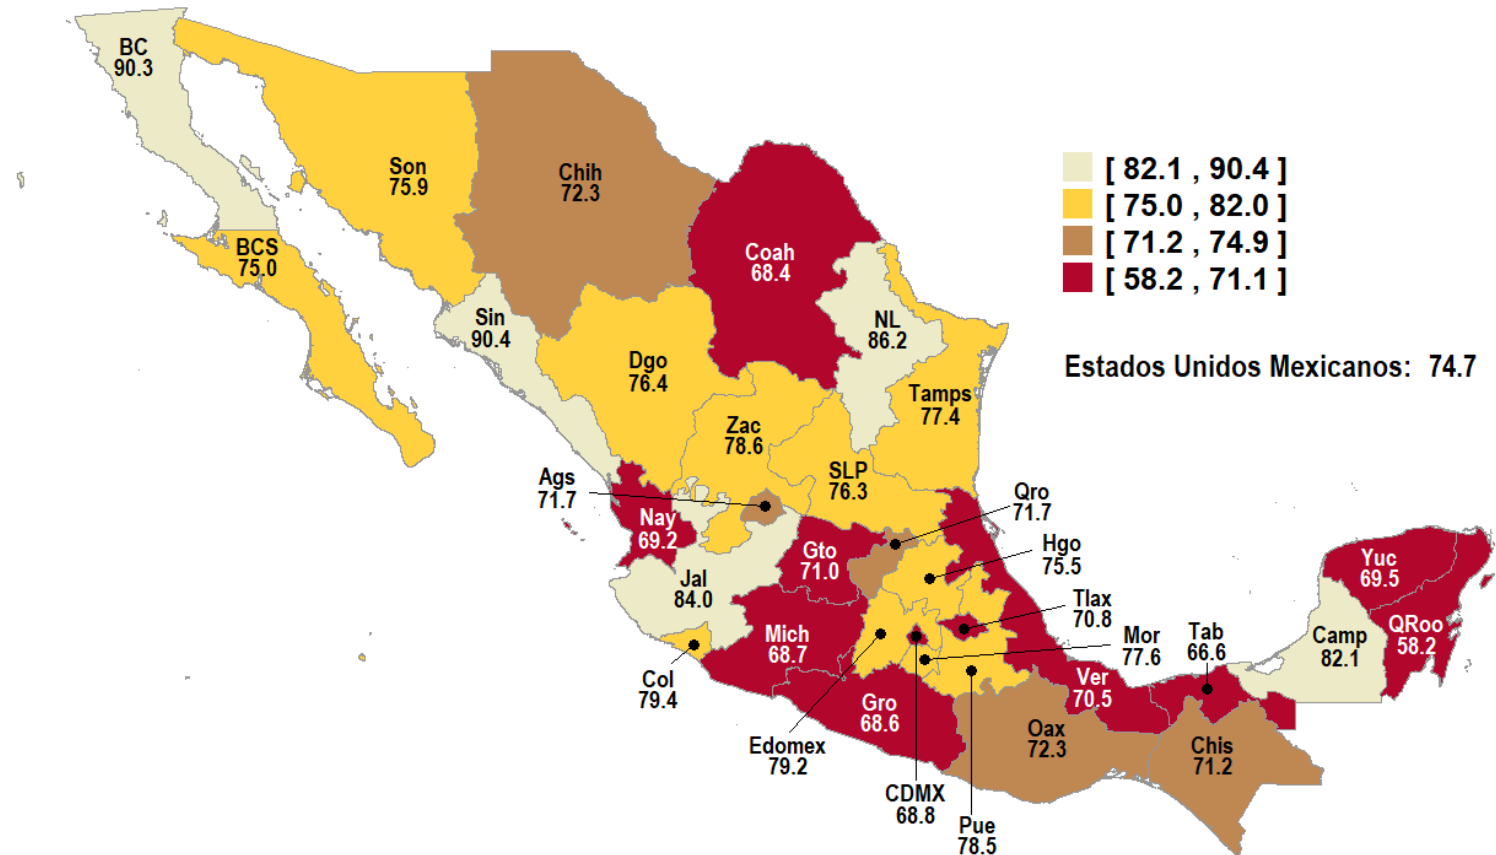 BC
90.3
Son
75.9
Chih
72.3
[ 82.1 , 90.4 ]
[ 75.0 , 82.0 ]
[ 71.2 , 74.9 ]
[ 58.2 , 71.1 ]
BCS
75.0
Coah
68.4
Sin
90.4
NL
86.2
Estados Unidos Mexicanos: 74.7
Dgo
76.4
Tamps
77.4
Zac
78.6
SLP
76.3
Ags
71.7
Qro
71.7
Nay
69.2
Gto
71.0
Hgo
75.5
Yuc
69.5
Jal
84.0
Tlax
70.8
Mich
68.7
Mor
77.6
Tab
66.6
Camp
82.1
QRoo
58.2
Col
79.4
Ver
70.5
Gro
68.6
Edomex
79.2
Oax
72.3
Chis
71.2
CDMX
68.8
Pue
78.5